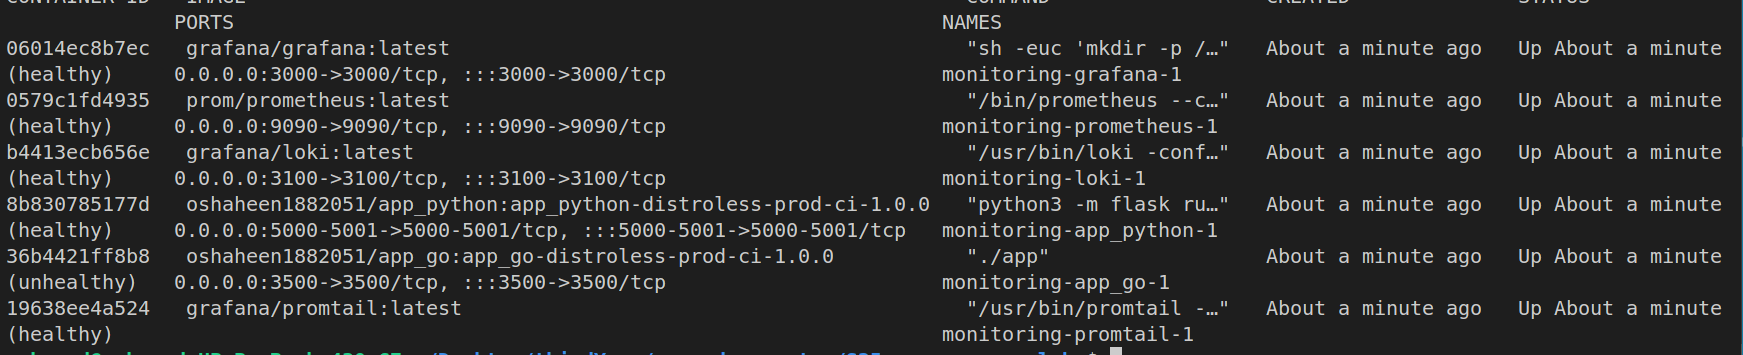 PORTS NAMES
06014ec8b7ec grafana/grafana:latest "sh -euc 'mkdir -p /…" About a minute ago Up About a minute
(healthy) 0.0.0.0:3000->3000/tcp, :::3000->3000/tcp monitoring-grafana-1
0579c1fd4935 prom/prometheus:latest "/bin/prometheus --c…" About a minute ago Up About a minute
(healthy) 0.0.0.0:9090->9090/tcp, :::9090->9090/tcp monitoring-prometheus-1
b4413ecb656e grafana/loki:latest "/usr/bin/loki -conf…" About a minute ago Up About a minute
(healthy) 0.0.0.0:3100->3100/tcp, :::3100->3100/tcp monitoring-loki-1
8b830785177d oshaheen1882051/app_python:app_python-distroless-prod-ci-1.0.0 "python3 -m flask ru…" About a minute ago Up About a minute
(healthy) 0.0.0.0:5000-5001->5000-5001/tcp, :::5000-5001->5000-5001/tcp monitoring-app_python-1
36b4421ff8b8 oshaheen1882051/app_go:app_go-distroless-prod-ci-1.0.0 "./app" About a minute ago Up About a minute
(unhealthy) 0.0.0.0:3500->3500/tcp, :::3500->3500/tcp monitoring-app_go-1
19638ee4a524 grafana/promtail:latest "/usr/bin/promtail -…" About a minute ago Up About a minute
(healthy) monitoring-promtail-1